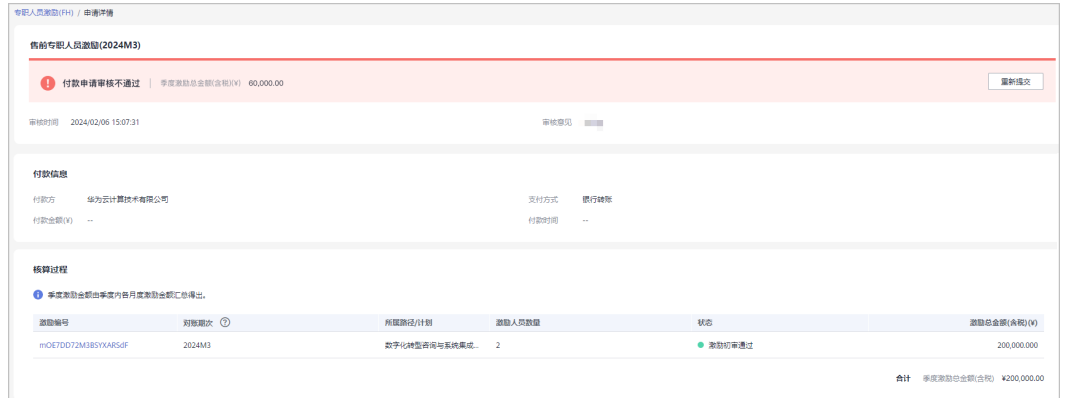 专职人员激励(FH) / 申请详情
售前专职人员激励(2024M3)
付款申请审核不通过 季度激励总金额(含税)(¥) 60,000.00 重新提交
审核时间 2024/02/06 15:07:31 审核意见
付款信息
付款方 华为云计算技术有限公司 支付方式 银行转账
付款金额(¥) -- 付款时间 --
核算过程
季度激励金额由季度内各月度激励金额汇总得出。
激励编号 对账期次 所属路径/计划 激励人员数量 状态 激励总金额(含税)(¥)
mOE7DD72M3BSYXARSdF 2024M3 数字化转型咨询与系统集成... 2 激励初审通过 200,000.000
合计 季度激励总金额(含税) ¥200,000.00